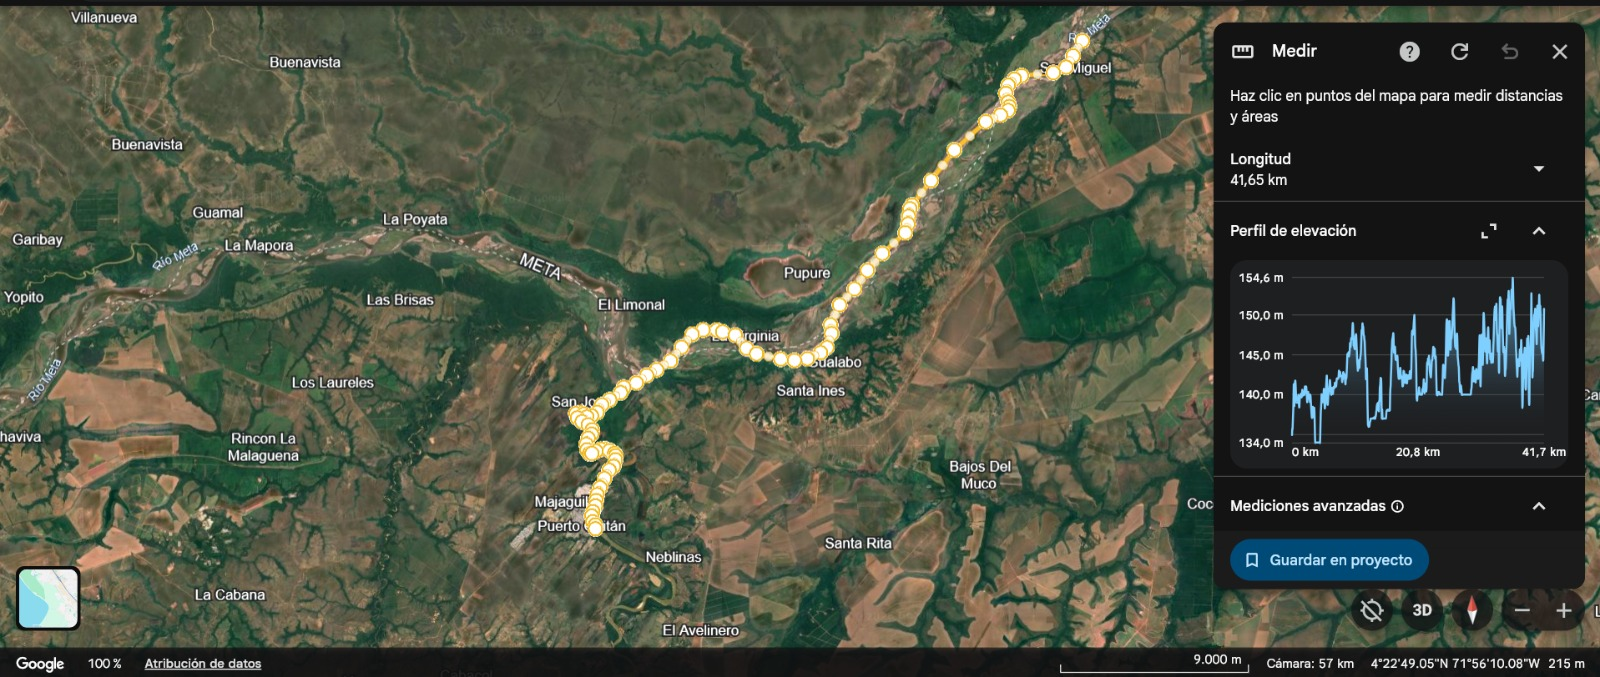 Villanueva
Buenavista
Buenavista
Guamal
Garibay
La Mapora
La Poyata
Río Meta
META
Yopito
Las Brisas
El Limonal
Pupure
Río Meta
Los Laureles
Santa Ines
haviva
Rincon La
Malaguena
Bajos Del
Muco
Majaguil
Puerto
Neblinas
Santa Rita
La Cabana
El Avelinero
Miguel
Meta
Coc
Medir
Haz clic en puntos del mapa para medir distancias
y áreas
Longitud
41,65 km
Perfil de elevación
154,6 m
150,0 m
145,0 m
140,0 m
134,0 m
0 km 20,8 km 41,7 km
Mediciones avanzadas
Guardar en proyecto
3D
Google 100 % Atribución de datos 9.000 m Cámara: 57 km 4°22'49.05"N 71°56'10.08"W 215 m